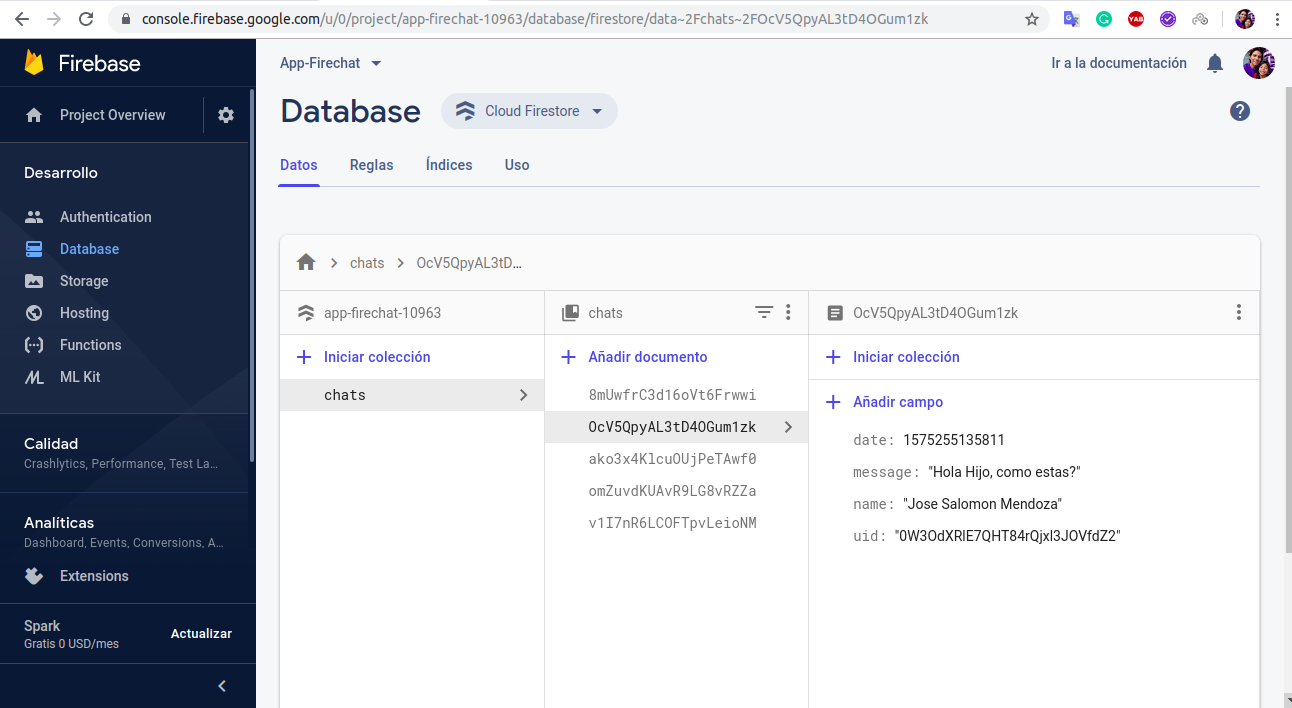 console.firebase.google.com/u/0/project/app-firechat-10963/database/firestore/data~2Fchats~2FOcV5QpyAL3tD4OGum1zk
Firebase
App-Firechat
Ir a la documentación
Project Overview
Database
Cloud Firestore
Datos
Reglas
Índices
Uso
Desarrollo
Authentication
Database
Storage
Hosting
Functions
ML Kit
Calidad
Crashlytics, Performance, Test La...
Analíticas
Dashboard, Events, Conversions, A...
Extensions
Spark
Gratis 0 USD/mes
Actualizar
chats
OcV5QpyAL3tD...
app-firechat-10963
chats
OcV5QpyAL3tD4OGum1zk
Iniciar colección
Añadir documento
Iniciar colección
chats
8mUwfrC3d16oVt6Frwwi
OcV5QpyAL3tD4OGum1zk
ako3x4KlcuOUjPeTAwf0
omZuvdKUAvR9LG8vRZZa
v1I7nR6LCOFTpvLeioNM
Añadir campo
date: 1575255135811
message: "Hola Hijo, como estas?"
name: "Jose Salomon Mendoza"
uid: "0W3OdXRlE7QHT84rQjxl3JOVfdZ2"